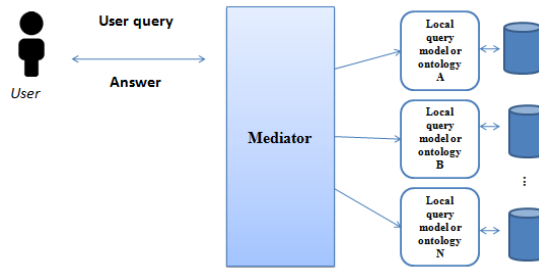 User query
Answer
User
Mediator
Local
query
model or
ontology
A
Local
query
model or
ontology
B
...
Local
query
model or
ontology
N